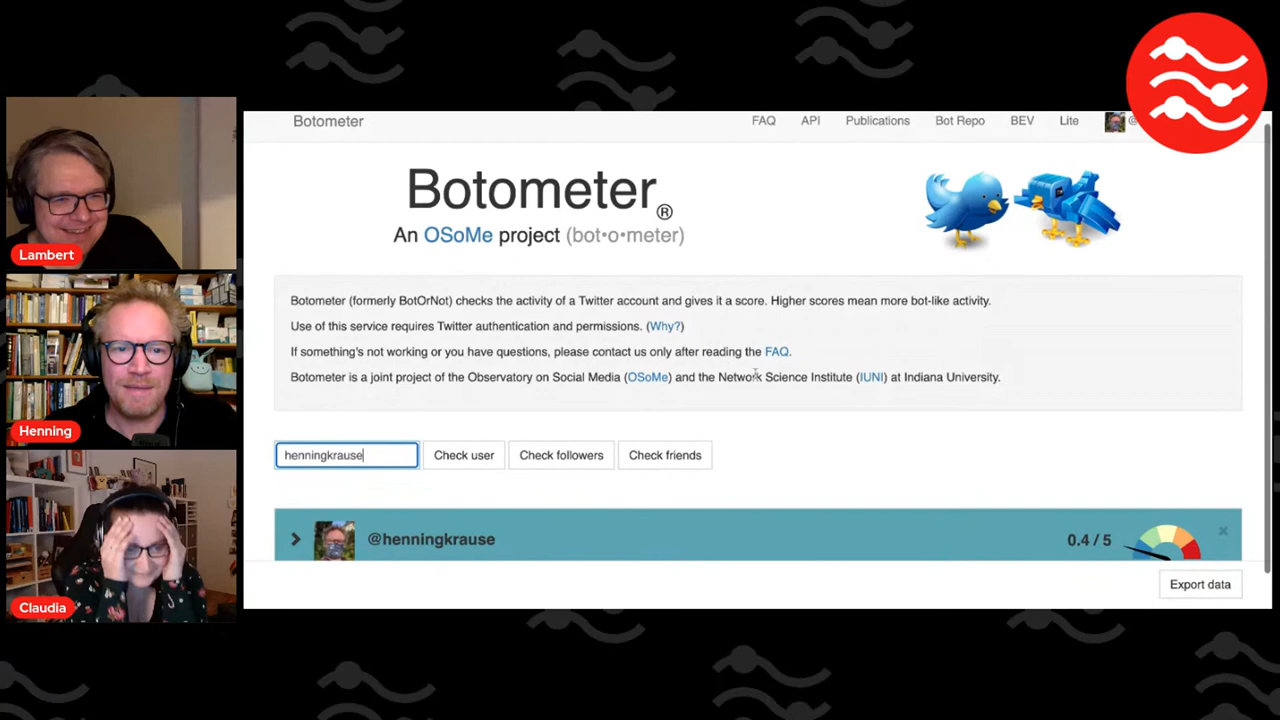 Botometer
FAQ
API
Publications
Bot Repo
BEV
Lite
@
Botometer®
An OSoMe project (bot•o•meter)
Botometer (formerly BotOrNot) checks the activity of a Twitter account and gives it a score. Higher scores mean more bot-like activity.
Use of this service requires Twitter authentication and permissions. (Why?)
If something's not working or you have questions, please contact us only after reading the FAQ.
Botometer is a joint project of the Observatory on Social Media (OSoMe) and the Network Science Institute (IUNI) at Indiana University.
henningkrause
Check user
Check followers
Check friends
@henningkrause
0.4 / 5
Export data
Lambert
Henning
Claudia